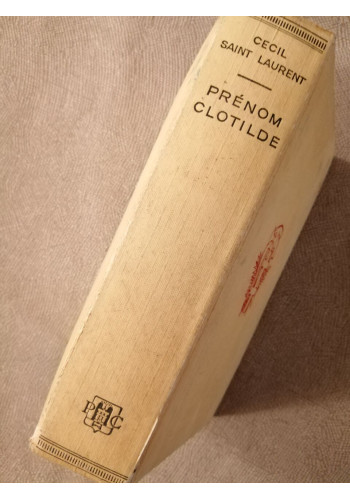 CECIL
SAINT LAURENT
PRÉNOM
CLOTILDE
P C